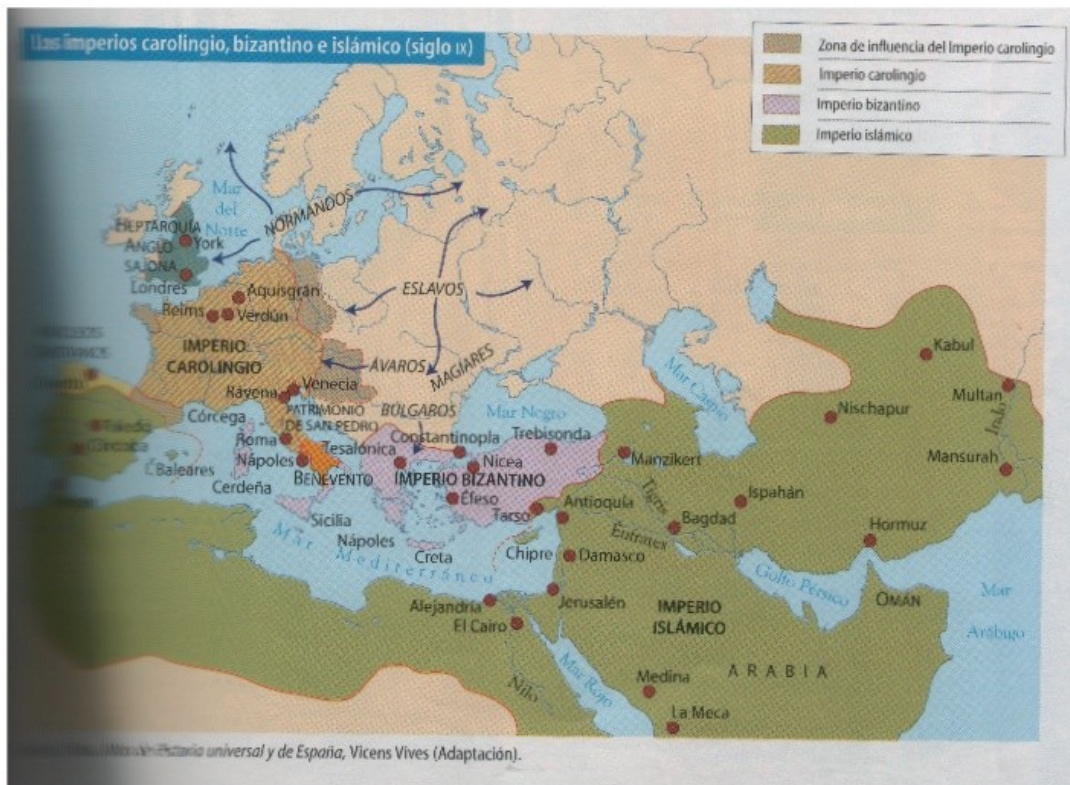 imperios carolingio, bizantino e islámico (siglo IX)
Zona de influencia del Imperio carolingio
Imperio carolingio
Imperio bizantino
Imperio islámico
Mar
del
Norte
NORMANDOS
HEPTARQUÍA
ANGLO
SAJONA
York
Londres
Aquisgrán
Reims
Verdún
ESLAVOS
IMPERIO
CAROLINGIO
ÁVAROS
MAGIARES
Venecia
Ravena
PATRIMONIO
DE SAN PEDRO
BÚLGAROS
Mar Negro
Mar Caspio
Kabul
Multan
Indo
Nischapur
Mansurah
Toledo
Córcega
Roma
Tesalónica
Constantinopla
Trebisonda
Manzikert
Baleares
Nápoles
BENEVENTO
Nicea
IMPERIO BIZANTINO
Cerdeña
Éfeso
Tarso
Antioquía
Tigris
Ispahán
Bagdad
Éufrates
Hormuz
Sicilia
Nápoles
Creta
Chipre
Damasco
Mar Mediterráneo
Golfo Pérsico
OMÁN
Mar
Arábigo
Alejandría
El Cairo
Jerusalén
IMPERIO
ISLÁMICO
ARABIA
Nilo
Mar Rojo
Medina
La Meca
universal y de España, Vicens Vives (Adaptación).